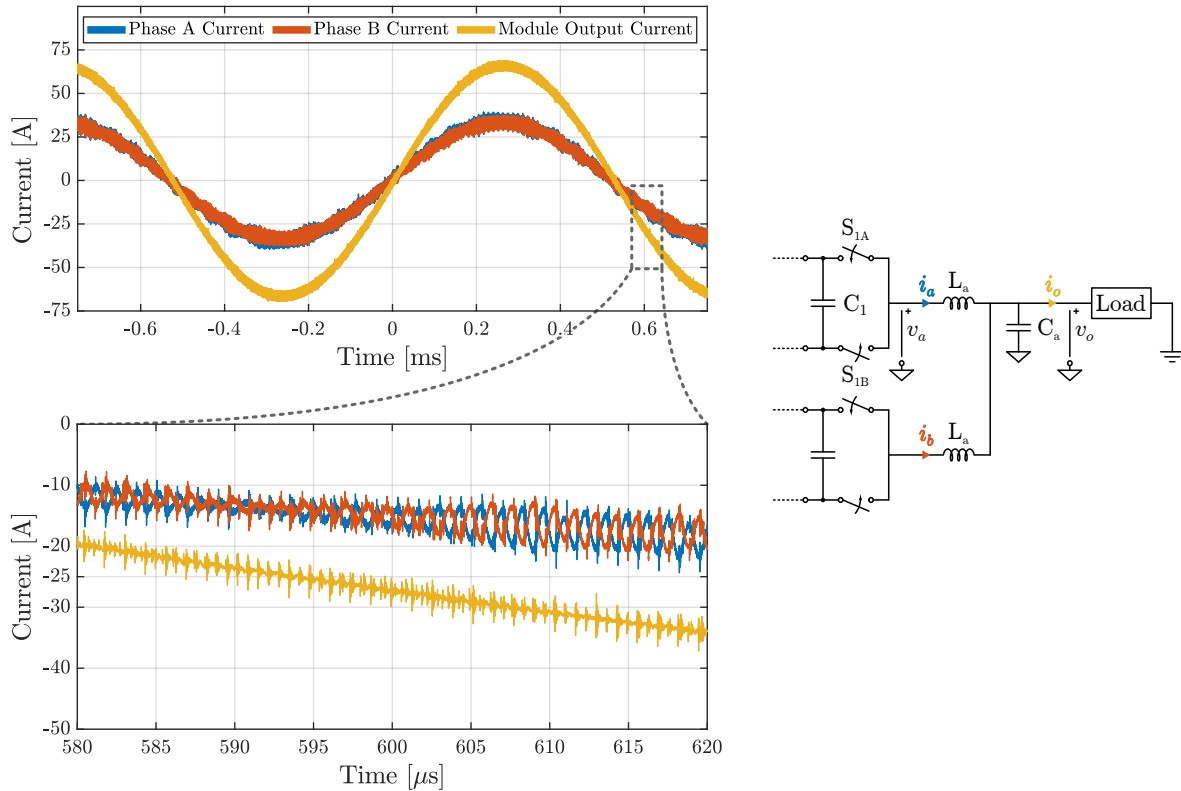 Phase A Current
Phase B Current
Module Output Current
Current [A]
75
50
25
0
-25
-50
-75
-0.6
-0.4
-0.2
0
0.2
0.4
0.6
Time [ms]
Current [A]
0
-10
-20
-25
-30
-40
-50
580
585
590
595
600
605
610
615
620
Time [μs]
S1A
C1
ia
La
io
Load
va
Ca
vo
S1B
ib
La